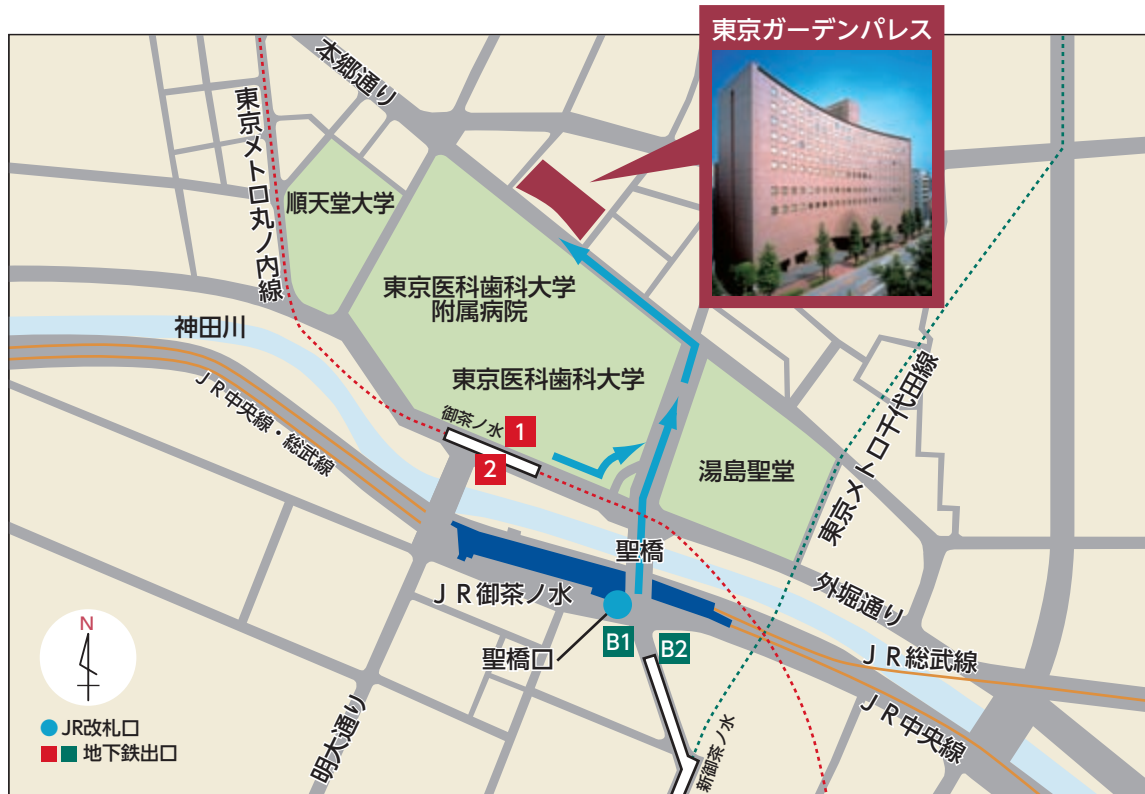 東京ガーデンパレス
本郷通り
東京メトロ丸ノ内線
順天堂大学
東京医科歯科大学
附属病院
神田川
JR中央線・総武線
東京医科歯科大学
御茶ノ水
1
2
湯島聖堂
東京メトロ千代田線
聖橋
外堀通り
JR御茶ノ水
B1
B2
聖橋口
JR総武線
JR中央線
新御茶ノ水
明大通り
N
JR改札口
地下鉄出口